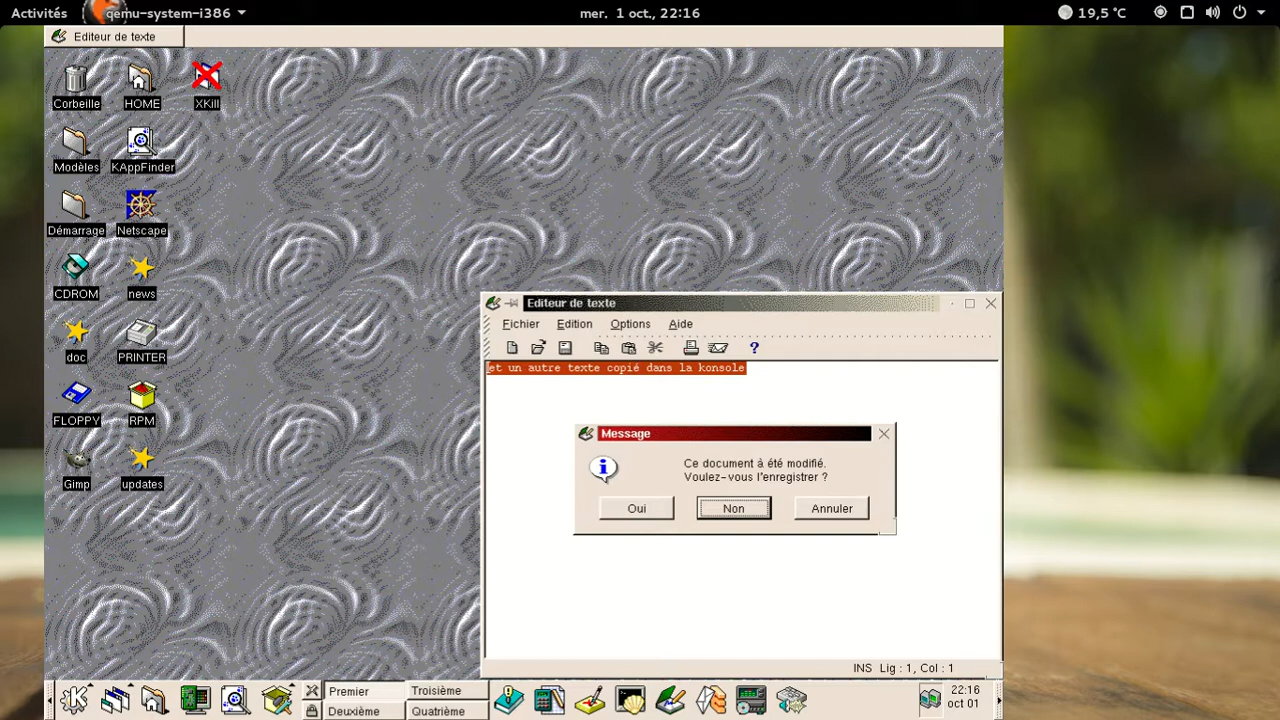 Activités qemu-system-i386 mer. 1 oct., 22:16 19,5 °C
Editeur de texte
Corbeille HOME XKill
Modèles KAppFinder
Démarrage Netscape
CDROM news
doc PRINTER
FLOPPY RPM
Gimp updates
Editeur de texte
Fichier Edition Options Aide
?
et un autre texte copié dans la konsole
Message
i
Ce document à été modifié.
Voulez-vous l'enregistrer ?
Oui Non Annuler
INS Lig : 1, Col : 1
K Premier Troisième 22:16
Deuxième Quatrième oct 01